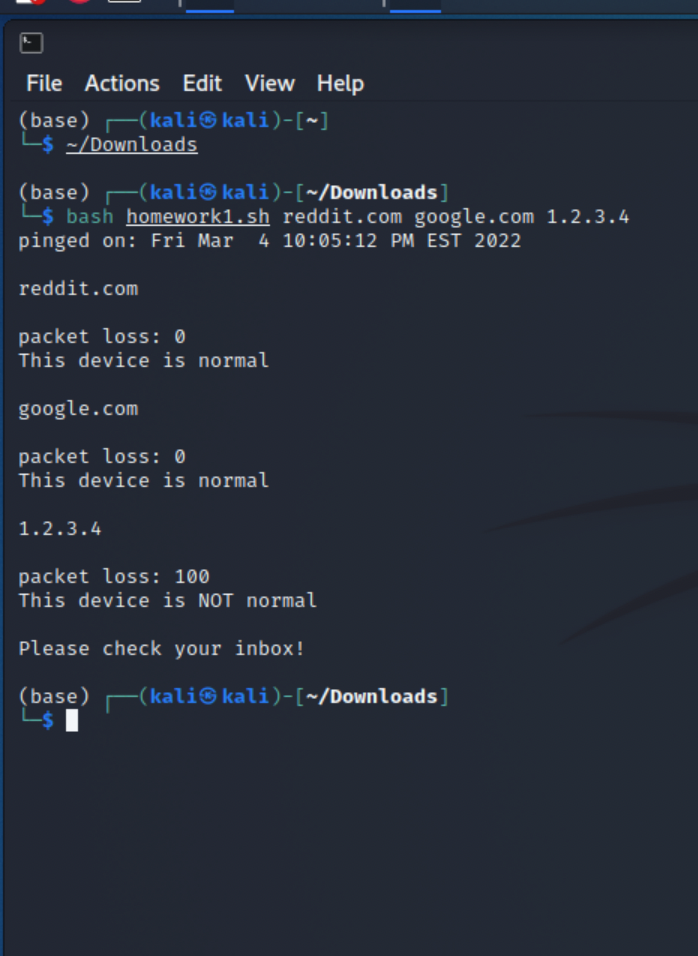 File Actions Edit View Help
(base) ┌──(kali㉿kali)-[~]
└─$ ~/Downloads
(base) ┌──(kali㉿kali)-[~/Downloads]
└─$ bash homework1.sh reddit.com google.com 1.2.3.4
pinged on: Fri Mar  4 10:05:12 PM EST 2022
reddit.com
packet loss: 0
This device is normal
google.com
packet loss: 0
This device is normal
1.2.3.4
packet loss: 100
This device is NOT normal
Please check your inbox!
(base) ┌──(kali㉿kali)-[~/Downloads]
└─$